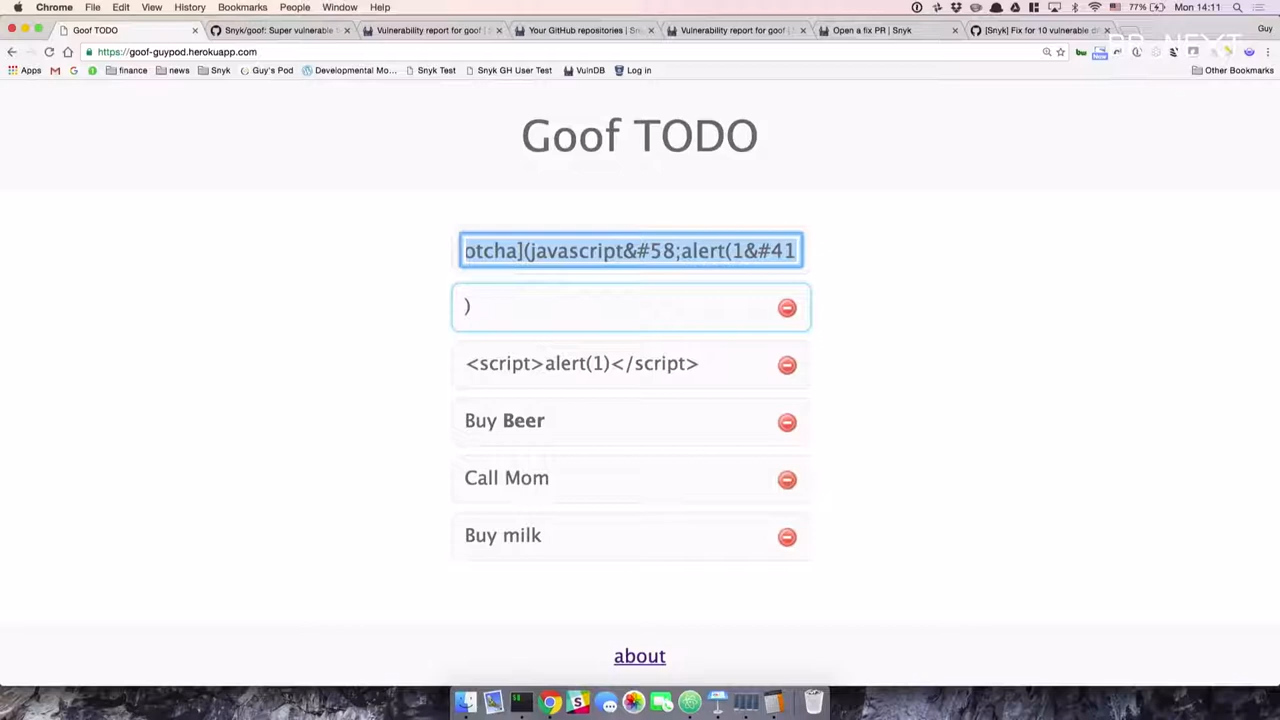 Chrome File Edit View History Bookmarks People Window Help 77% Mon 14:11
Goof TODO Snyk/goof: Super vulnerable Vulnerability report for goof | Your GitHub repositories | Sn Vulnerability report for goof | Open a fix PR | Snyk [Snyk] Fix for 10 vulnerable d Guy
https://goof-guypod.herokuapp.com
Apps finance news Snyk Guy's Pod Developmental Mo... Snyk Test Snyk GH User Test VulnDB Log in Other Bookmarks
Goof TODO
otcha](javascript&#58;alert(1&#41
)
<script>alert(1)</script>
Buy Beer
Call Mom
Buy milk
about